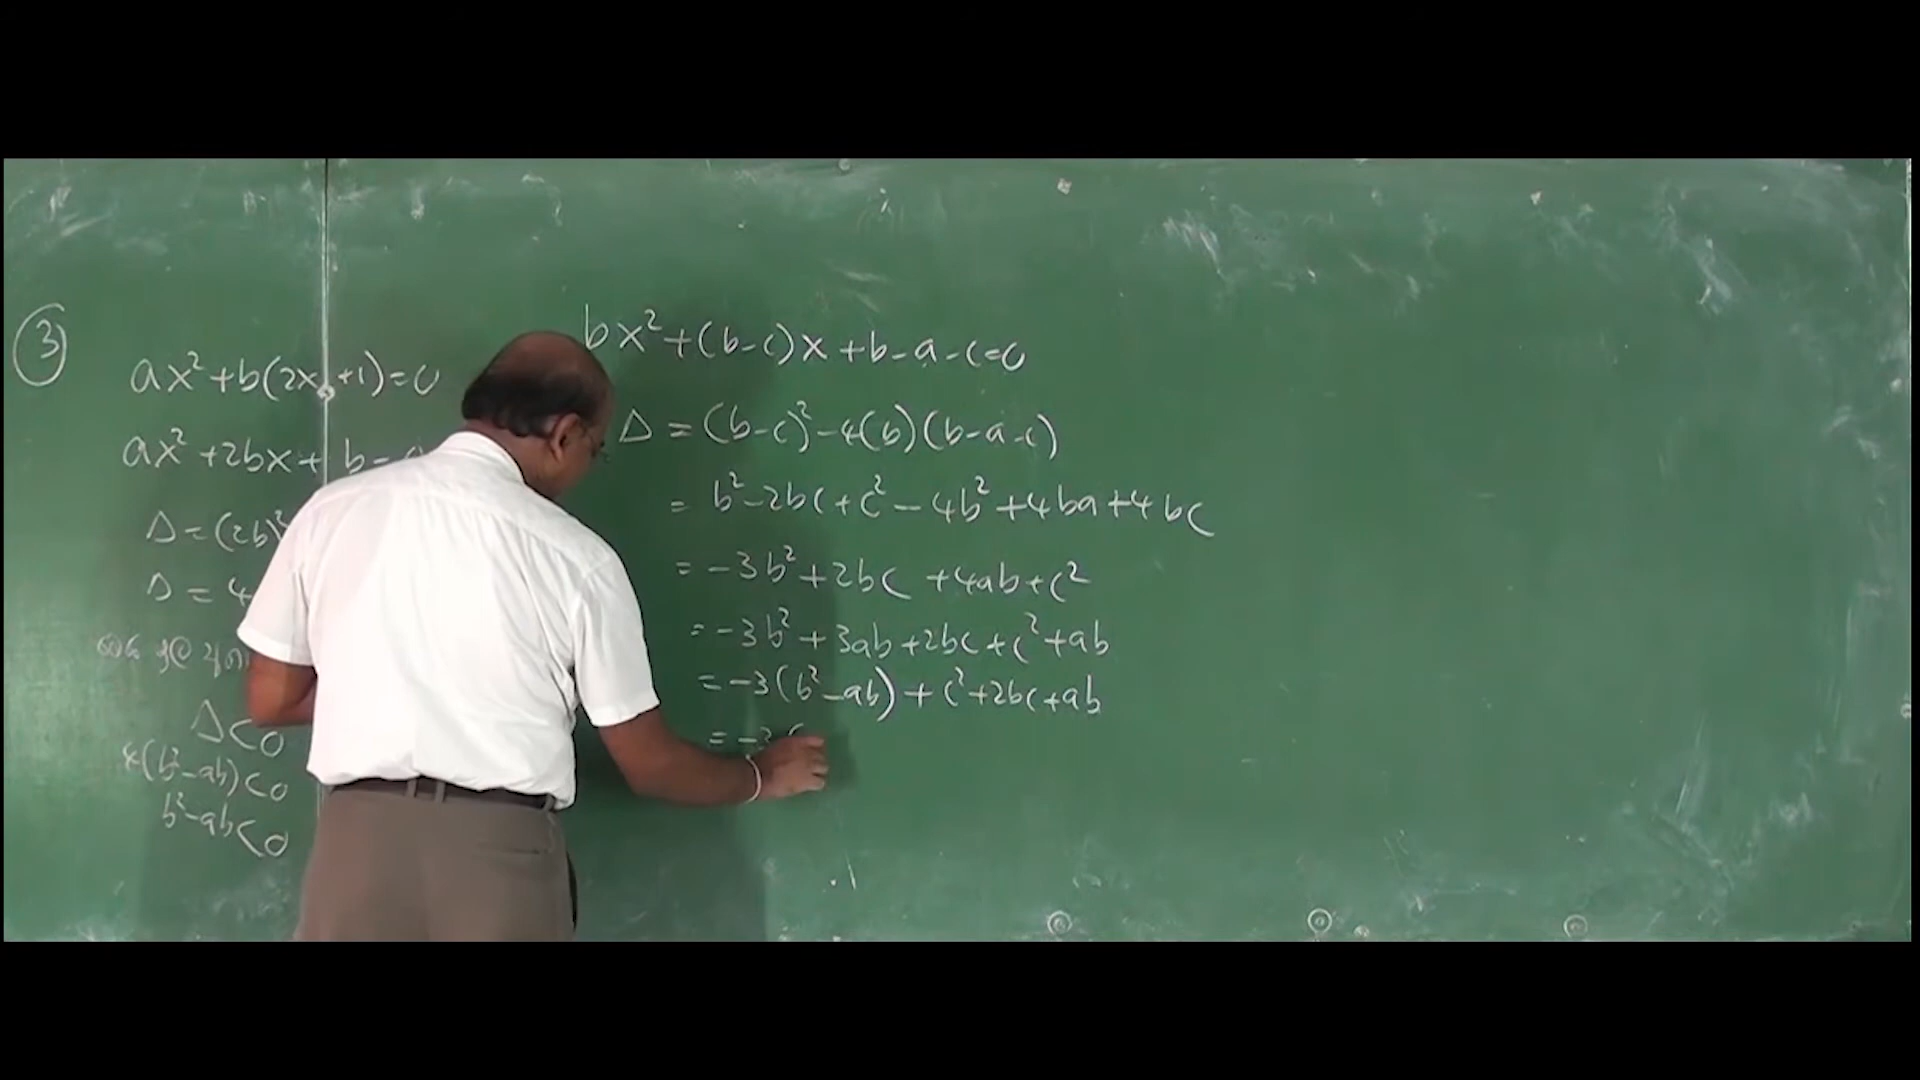 3
ax² + b(2x+1) = 0
ax² + 2bx + b =
Δ = (2b)²
Δ = 4
Δ < 0
4(b²-ab) < 0
b²-ab < 0
bx² + (b-c)x + b-a-c = 0
Δ = (b-c)² - 4(b)(b-a-c)
= b² - 2bc + c² - 4b² + 4ba + 4bc
= -3b² + 2bc + 4ab + c²
= -3b² + 3ab + 2bc + c² + ab
= -3(b²-ab) + c² + 2bc + ab
= -3(